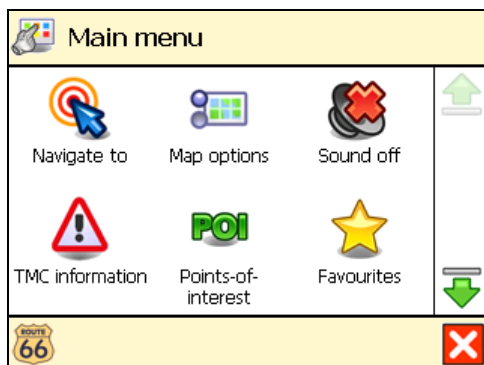 Main menu
Navigate to
Map options
Sound off
TMC information
POI
Points-of-
interest
Favourites
ROUTE
66